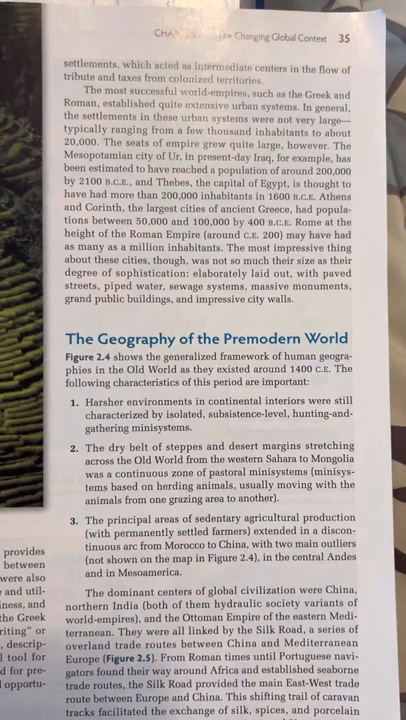 The Changing Global Context 35
settlements, which acted as intermediate centers in the flow of
tribute and taxes from colonized territories.
The most successful world-empires, such as the Greek and
Roman, established quite extensive urban systems. In general,
the settlements in these urban systems were not very large—
typically ranging from a few thousand inhabitants to about
20,000. The seats of empire grew quite large, however. The
Mesopotamian city of Ur, in present-day Iraq, for example, has
been estimated to have reached a population of around 200,000
by 2100 B.C.E., and Thebes, the capital of Egypt, is thought to
have had more than 200,000 inhabitants in 1600 B.C.E. Athens
and Corinth, the largest cities of ancient Greece, had popula-
tions between 50,000 and 100,000 by 400 B.C.E. Rome at the
height of the Roman Empire (around C.E. 200) may have had
as many as a million inhabitants. The most impressive thing
about these cities, though, was not so much their size as their
degree of sophistication: elaborately laid out, with paved
streets, piped water, sewage systems, massive monuments,
grand public buildings, and impressive city walls.
The Geography of the Premodern World
Figure 2.4 shows the generalized framework of human geogra-
phies in the Old World as they existed around 1400 C.E. The
following characteristics of this period are important:
1. Harsher environments in continental interiors were still
characterized by isolated, subsistence-level, hunting-and-
gathering minisystems.
2. The dry belt of steppes and desert margins stretching
across the Old World from the western Sahara to Mongolia
was a continuous zone of pastoral minisystems (minisys-
tems based on herding animals, usually moving with the
animals from one grazing area to another).
3. The principal areas of sedentary agricultural production
(with permanently settled farmers) extended in a discon-
tinuous arc from Morocco to China, with two main outliers
(not shown on the map in Figure 2.4), in the central Andes
and in Mesoamerica.
The dominant centers of global civilization were China,
northern India (both of them hydraulic society variants of
world-empires), and the Ottoman Empire of the eastern Medi-
terranean. They were all linked by the Silk Road, a series of
overland trade routes between China and Mediterranean
Europe (Figure 2.5). From Roman times until Portuguese navi-
gators found their way around Africa and established seaborne
trade routes, the Silk Road provided the main East-West trade
route between Europe and China. This shifting trail of caravan
tracks facilitated the exchange of silk, spices, and porcelain
provides
between
were also
and util-
the Greek
riting" or
, descrip-
l tool for
d for pre-
l opportu-